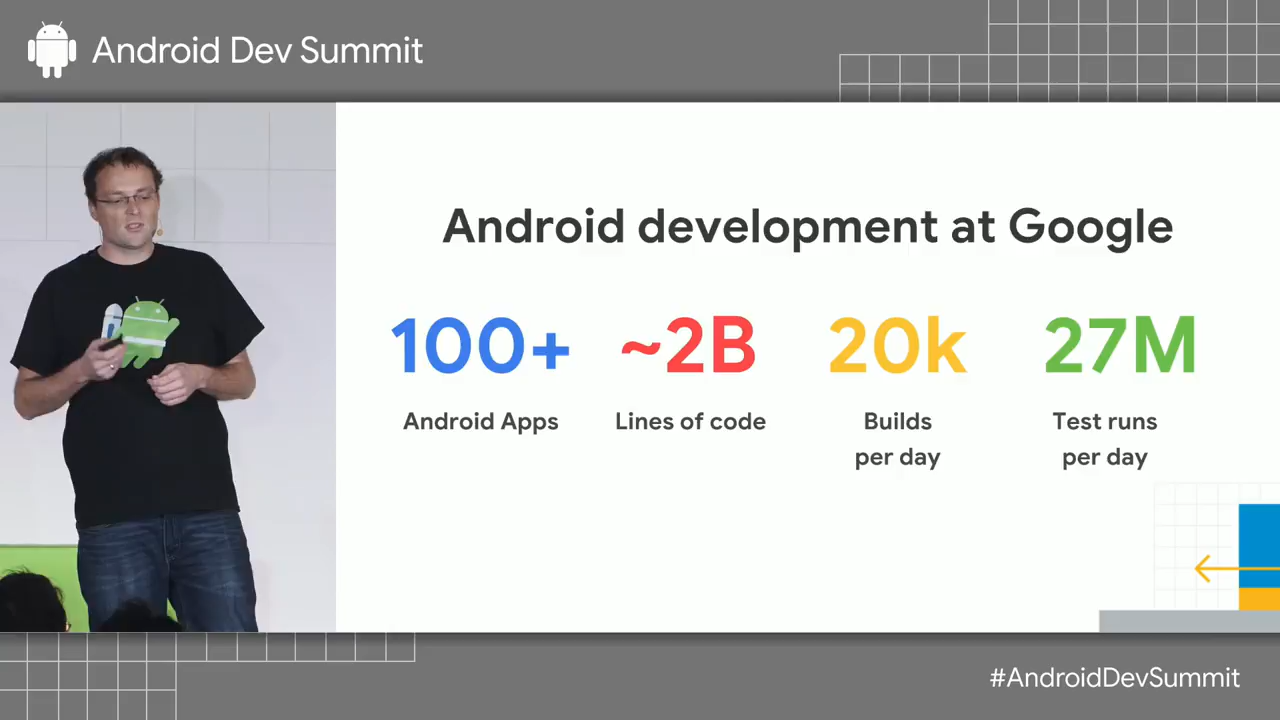 Android Dev Summit
Android development at Google
100+
Android Apps
~2B
Lines of code
20k
Builds
per day
27M
Test runs
per day
#AndroidDevSummit